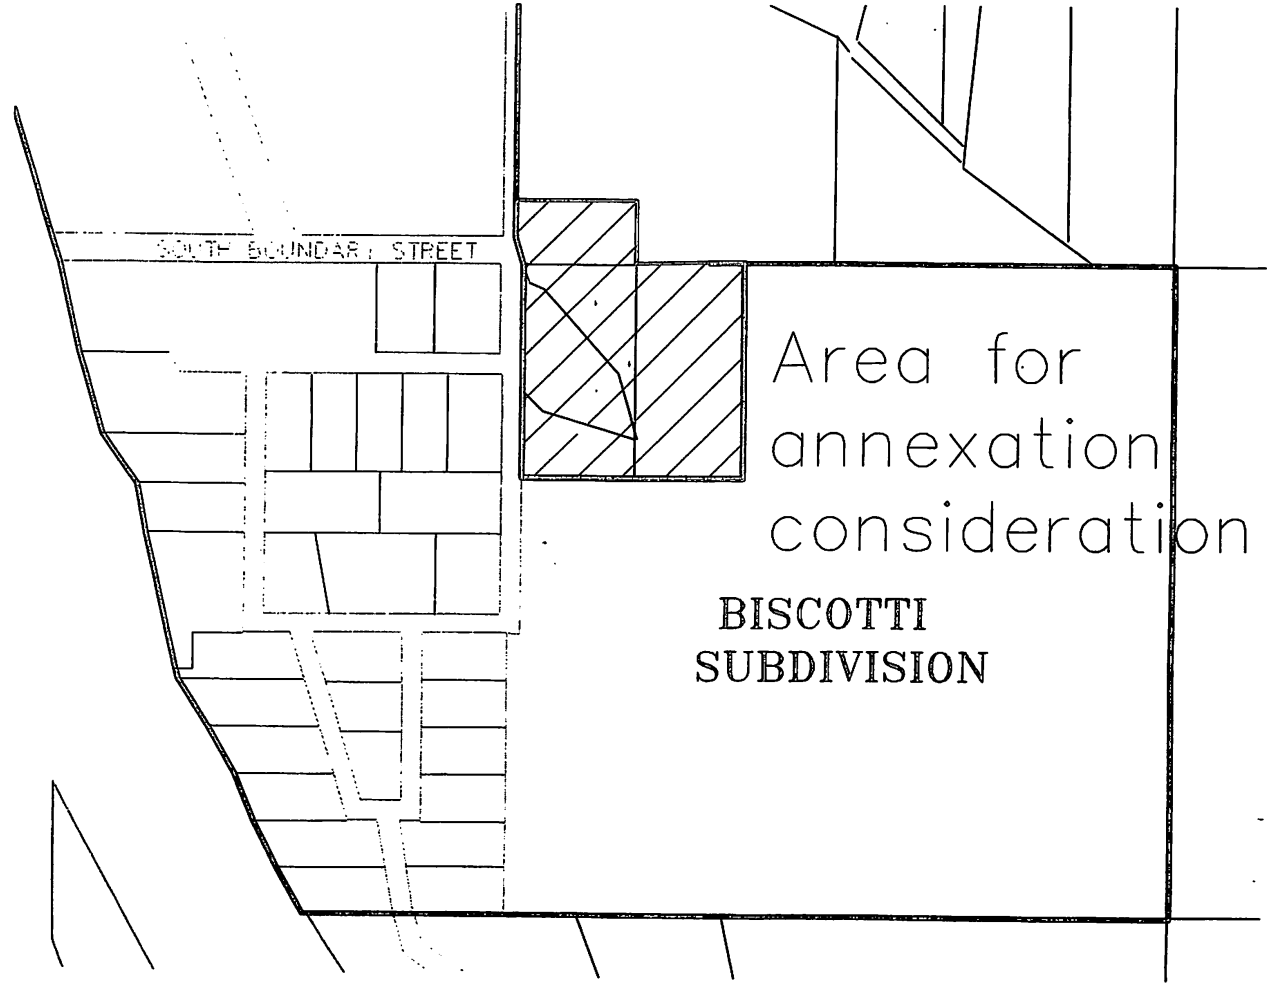 SOUTH BOUNDARY STREET
Area for
annexation
consideration
BISCOTTI
SUBDIVISION